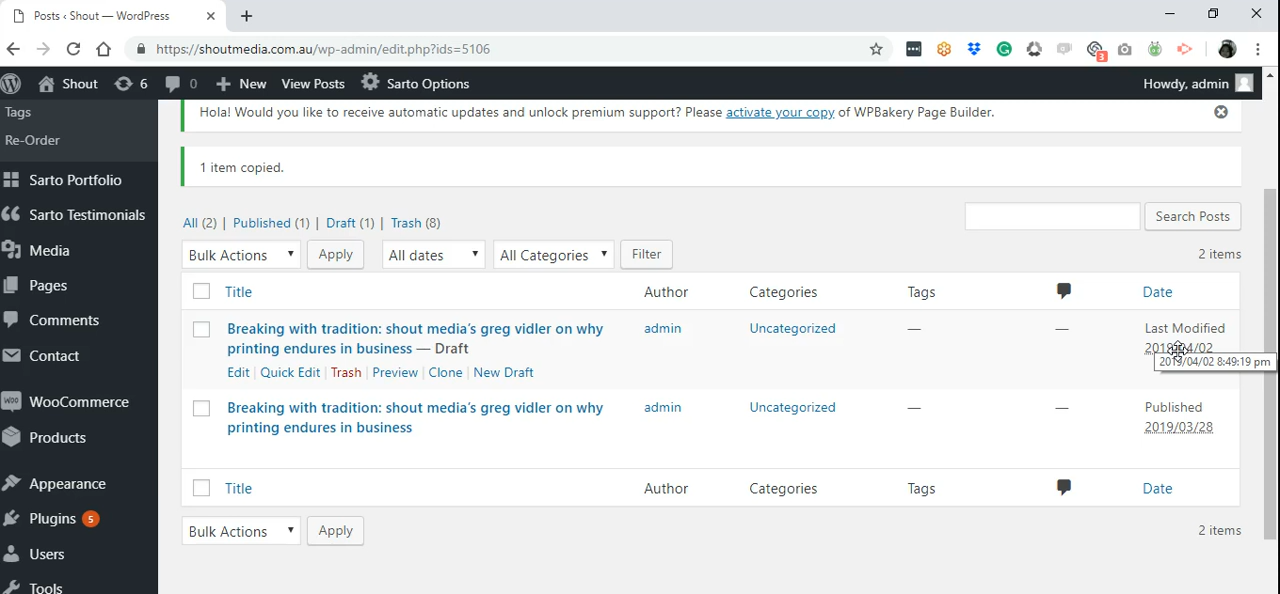 Posts ‹ Shout — WordPress
https://shoutmedia.com.au/wp-admin/edit.php?ids=5106
3
Shout 6 0 New View Posts Sarto Options Howdy, admin
Tags
Re-Order
Sarto Portfolio
Sarto Testimonials
Media
Pages
Comments
Contact
WooCommerce
Products
Appearance
Plugins 5
Users
Tools
Hola! Would you like to receive automatic updates and unlock premium support? Please activate your copy of WPBakery Page Builder.
1 item copied.
All (2) | Published (1) | Draft (1) | Trash (8)
Search Posts
Bulk Actions Apply All dates All Categories Filter 2 items
Title Author Categories Tags Date
Breaking with tradition: shout media's greg vidler on why
printing endures in business — Draft
admin Uncategorized — — Last Modified
Edit | Quick Edit | Trash | Preview | Clone | New Draft
2019/04/02 8:49:19 pm
Breaking with tradition: shout media's greg vidler on why
printing endures in business
admin Uncategorized — — Published
2019/03/28
Title Author Categories Tags Date
Bulk Actions Apply 2 items